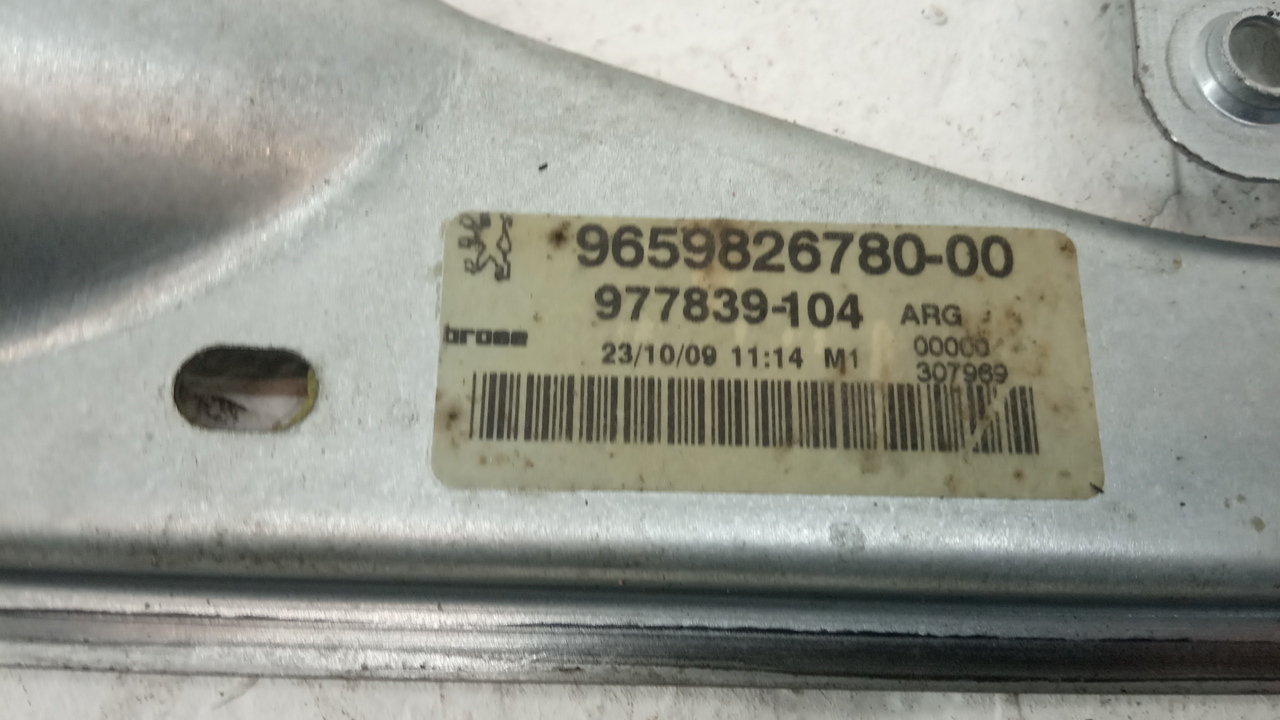 9659826780-00
977839-104 ARG
brose
23/10/09 11:14 M1
00000
307969